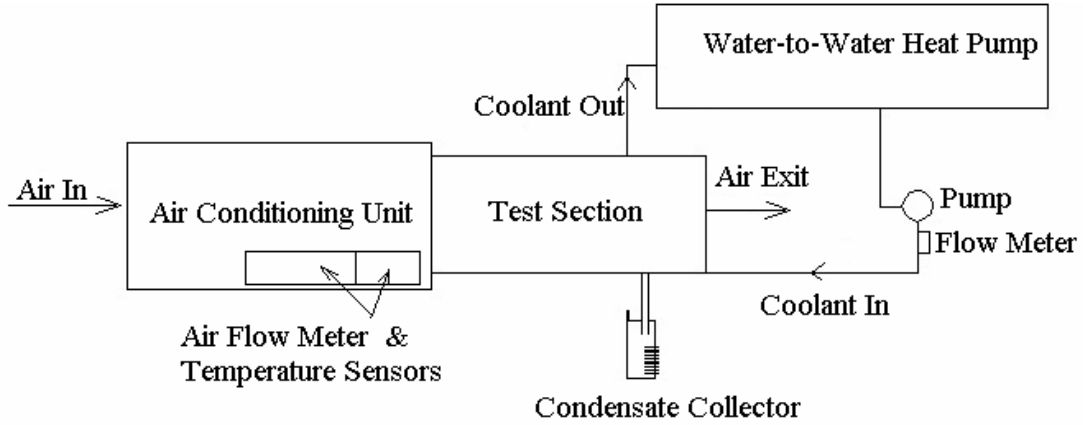 Water-to-Water Heat Pump
Coolant Out
Air In
Air Conditioning Unit
Test Section
Air Exit
Pump
Flow Meter
Coolant In
Air Flow Meter &
Temperature Sensors
Condensate Collector